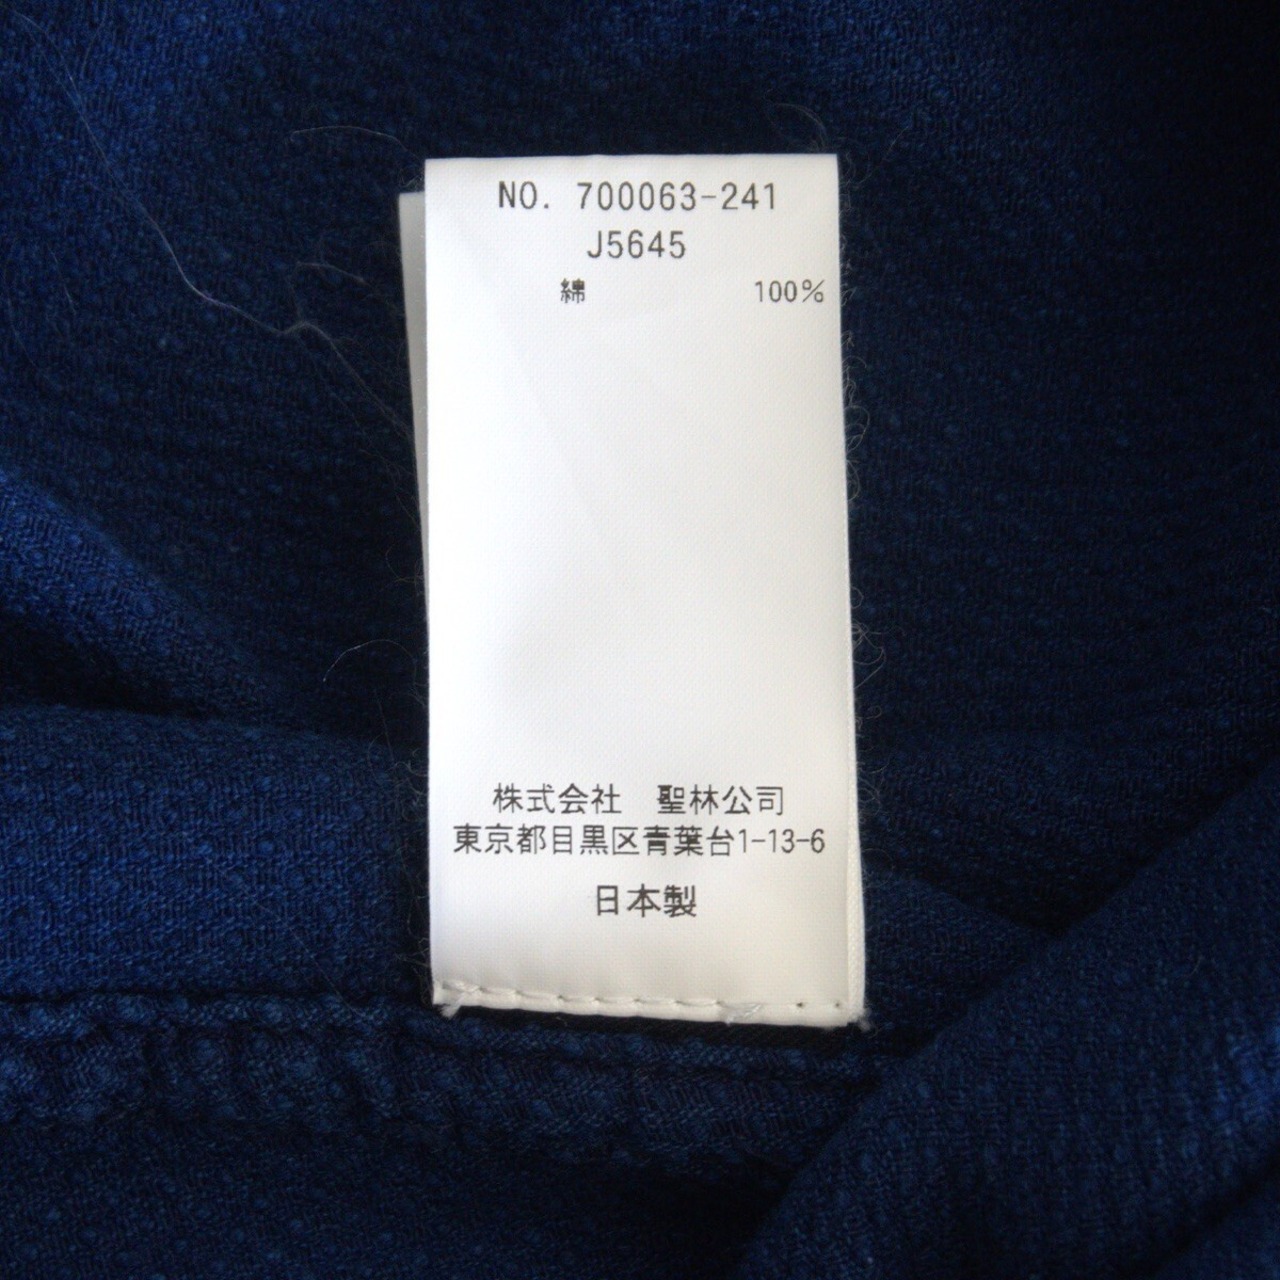 NO. 700063-241
J5645
綿 100%
株式会社 聖林公司
東京都目黒区青葉台1-13-6
日本製